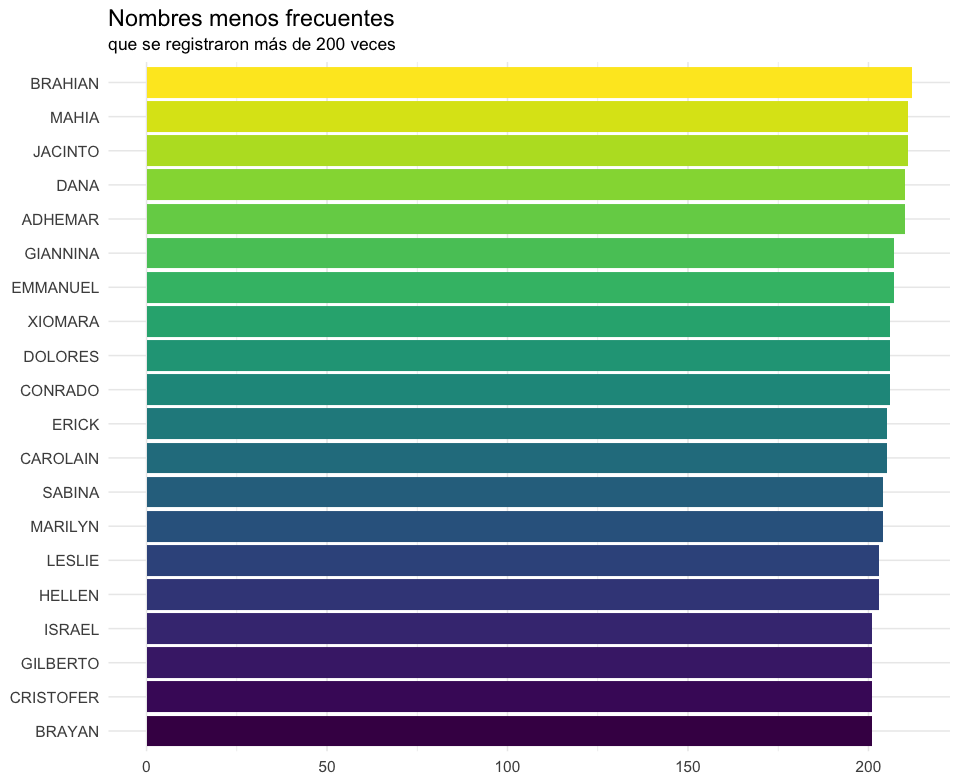 Nombres menos frecuentes
que se registraron más de 200 veces
BRAHIAN
MAHIA
JACINTO
DANA
ADHEMAR
GIANNINA
EMMANUEL
XIOMARA
DOLORES
CONRADO
ERICK
CAROLAIN
SABINA
MARILYN
LESLIE
HELLEN
ISRAEL
GILBERTO
CRISTOFER
BRAYAN
0 50 100 150 200